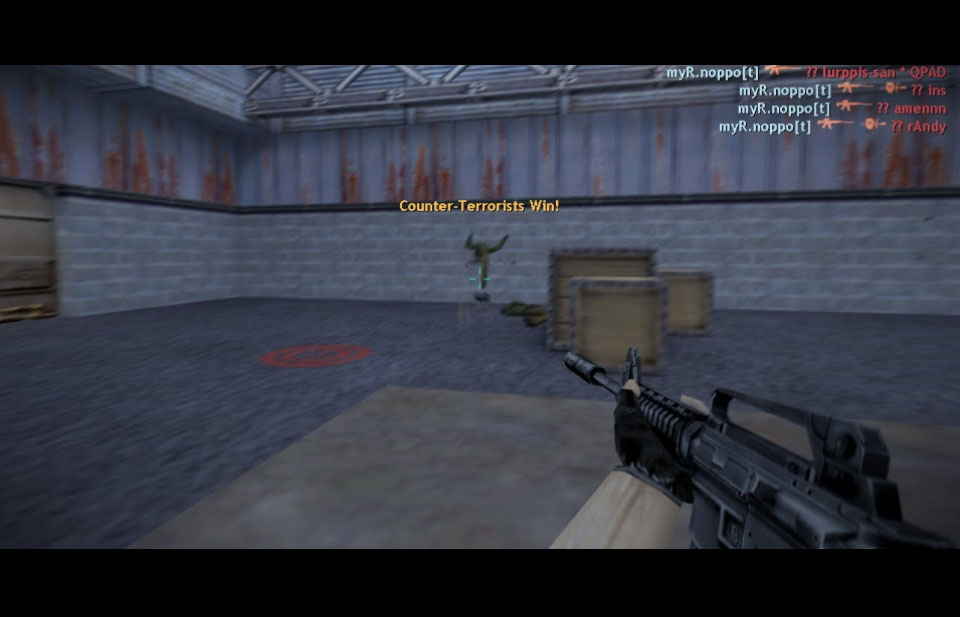 myR.noppo[t] ?? lurppis-san * QPAD
myR.noppo[t] ?? ins
myR.noppo[t] ?? amennn
myR.noppo[t] ?? rAndy
Counter-Terrorists Win!